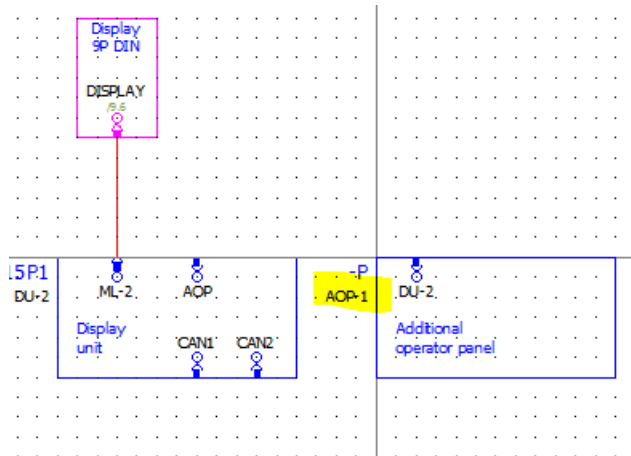 Display
9P DIN
DISPLAY
/9.6
15P1
DU-2
ML-2
AOP
Display
unit
CAN1
CAN2
-P
AOP-1
DU-2
Additional
operator panel